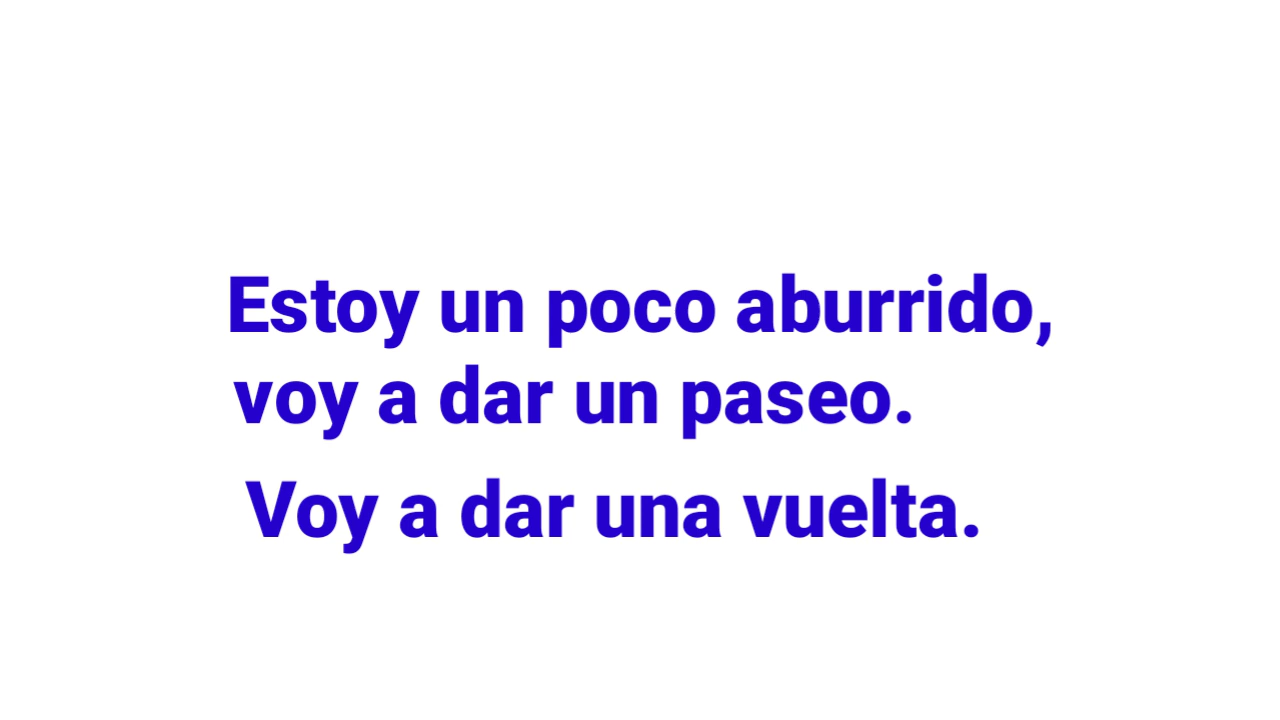 Estoy un poco aburrido,
voy a dar un paseo.
Voy a dar una vuelta.